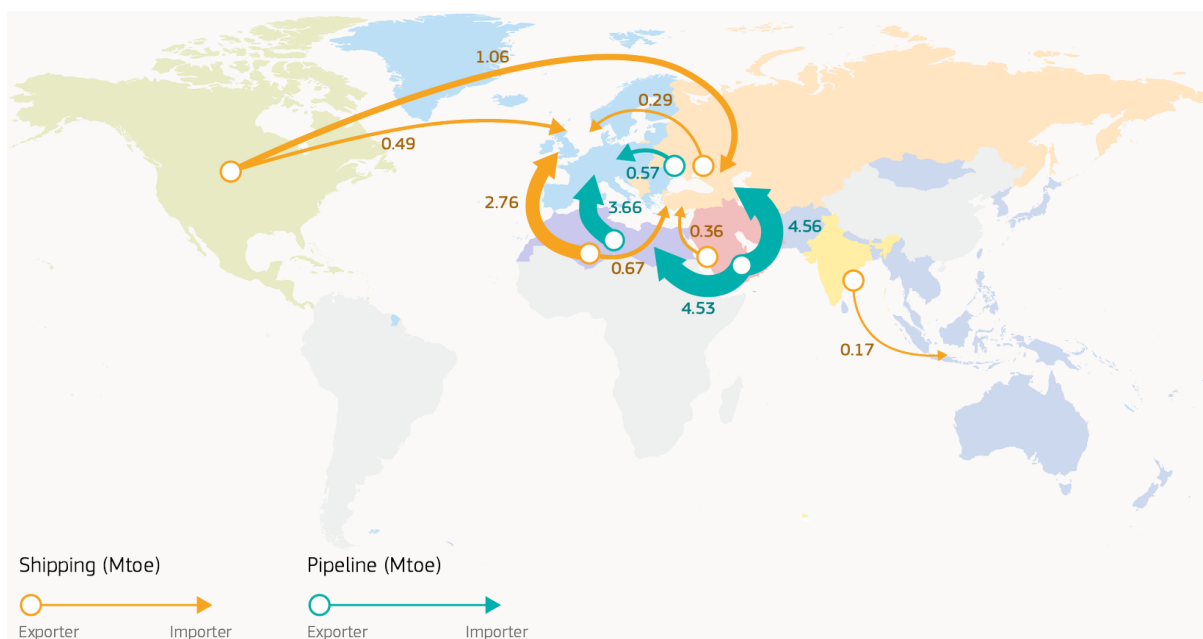 1.06
0.29
0.49
0.57
2.76
3.66
0.36
4.56
0.67
4.53
0.17
Shipping (Mtoe)
Pipeline (Mtoe)
Exporter
Importer
Exporter
Importer